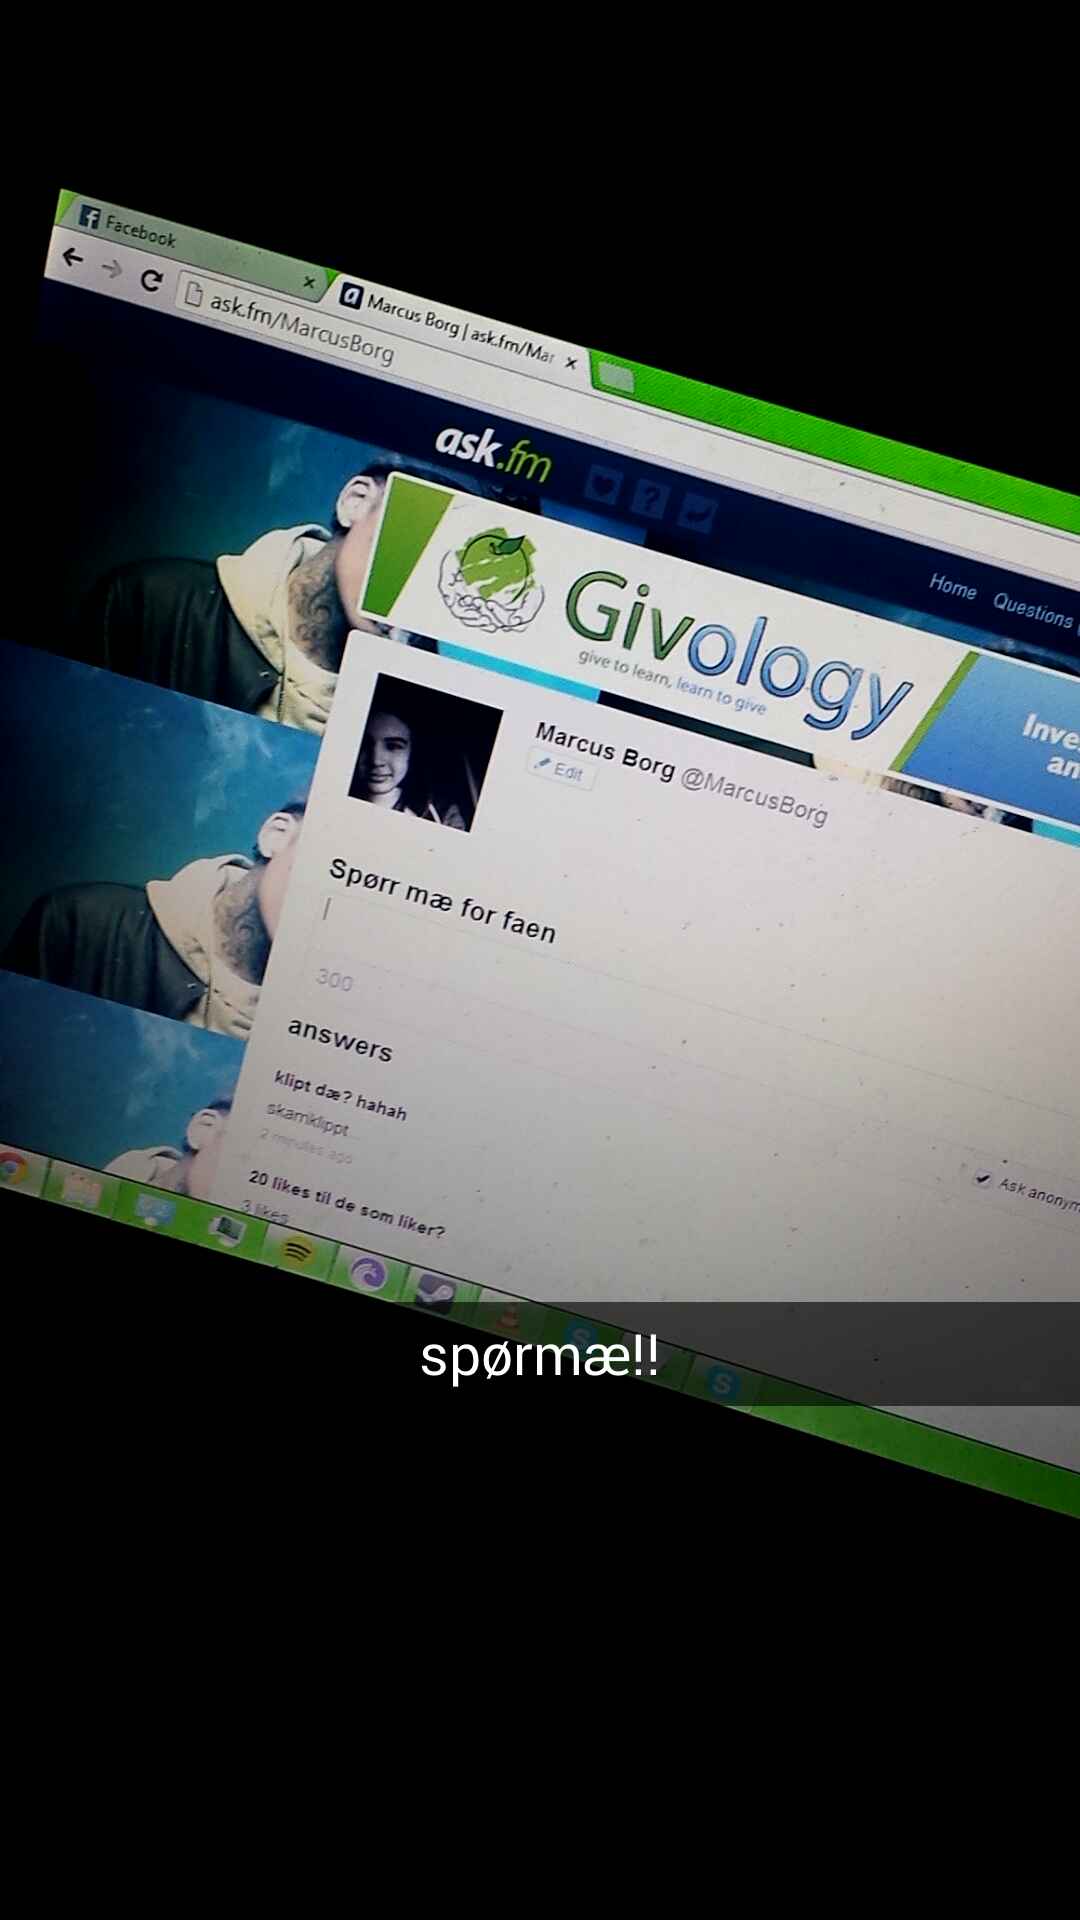 Facebook
Marcus Borg | ask.fm/Mar
ask.fm/MarcusBorg
ask.fm
Home Questions
Givology
give to learn, learn to give
Inve
an
Marcus Borg @MarcusBorg
Edit
Spørr mæ for faen
300
answers
klipt dæ? hahah
skamklippt
2 minutes ago
Ask anonym
20 likes til de som liker?
3 likes
spørmæ!!